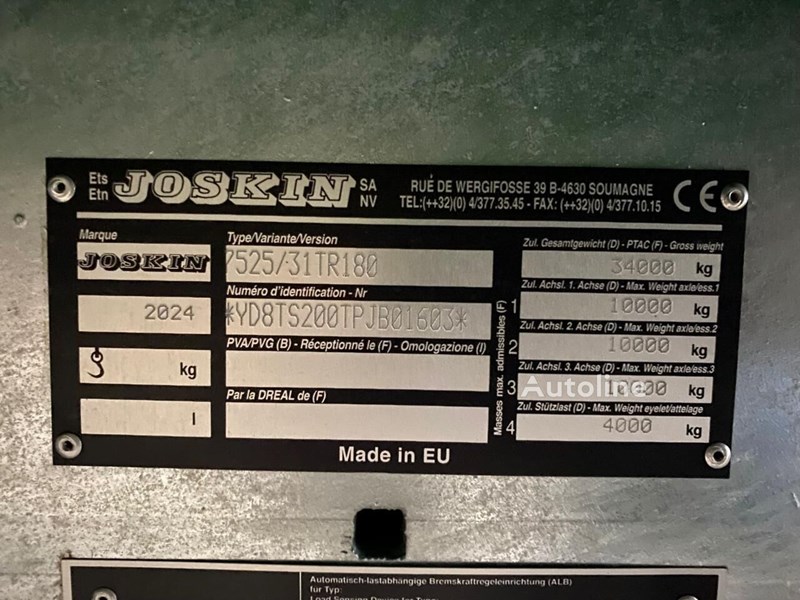 Ets Etn JOSKIN SA NV
RUE DE WERGIFOSSE 39 B-4630 SOUMAGNE
TEL:(++32)(0) 4/377.35.45 - FAX: (++32)(0) 4/377.10.15
CE
Marque
JOSKIN
2024
kg
l
Type/Variante/Version
7525/31TR180
Numéro d'identification - Nr
*YD8TS200TPJB01603*
PVA/PVG (B) - Réceptionné le (F) - Omologazione (I)
Par la DREAL de (F)
Masses max. admissibles (F)
Zul. Gesamtgewicht (D) - PTAC (F) - Gross weight
34000 kg
Zul. Achsl. 1. Achse (D) - Max. Weight axle/ess.1
1 10000 kg
Zul. Achsl. 2. Achse (D) - Max. Weight axle/ess.2
2 10000 kg
Zul. Achsl. 3. Achse (D) - Max. Weight axle/ess.3
3 kg
Zul. Stützlast (D) - Max. Weight eyelet/attelage
4 4000 kg
Made in EU
Autoline
Automatisch-lastabhängige Bremskraftregeleinrichtung (ALB)
für Typ: